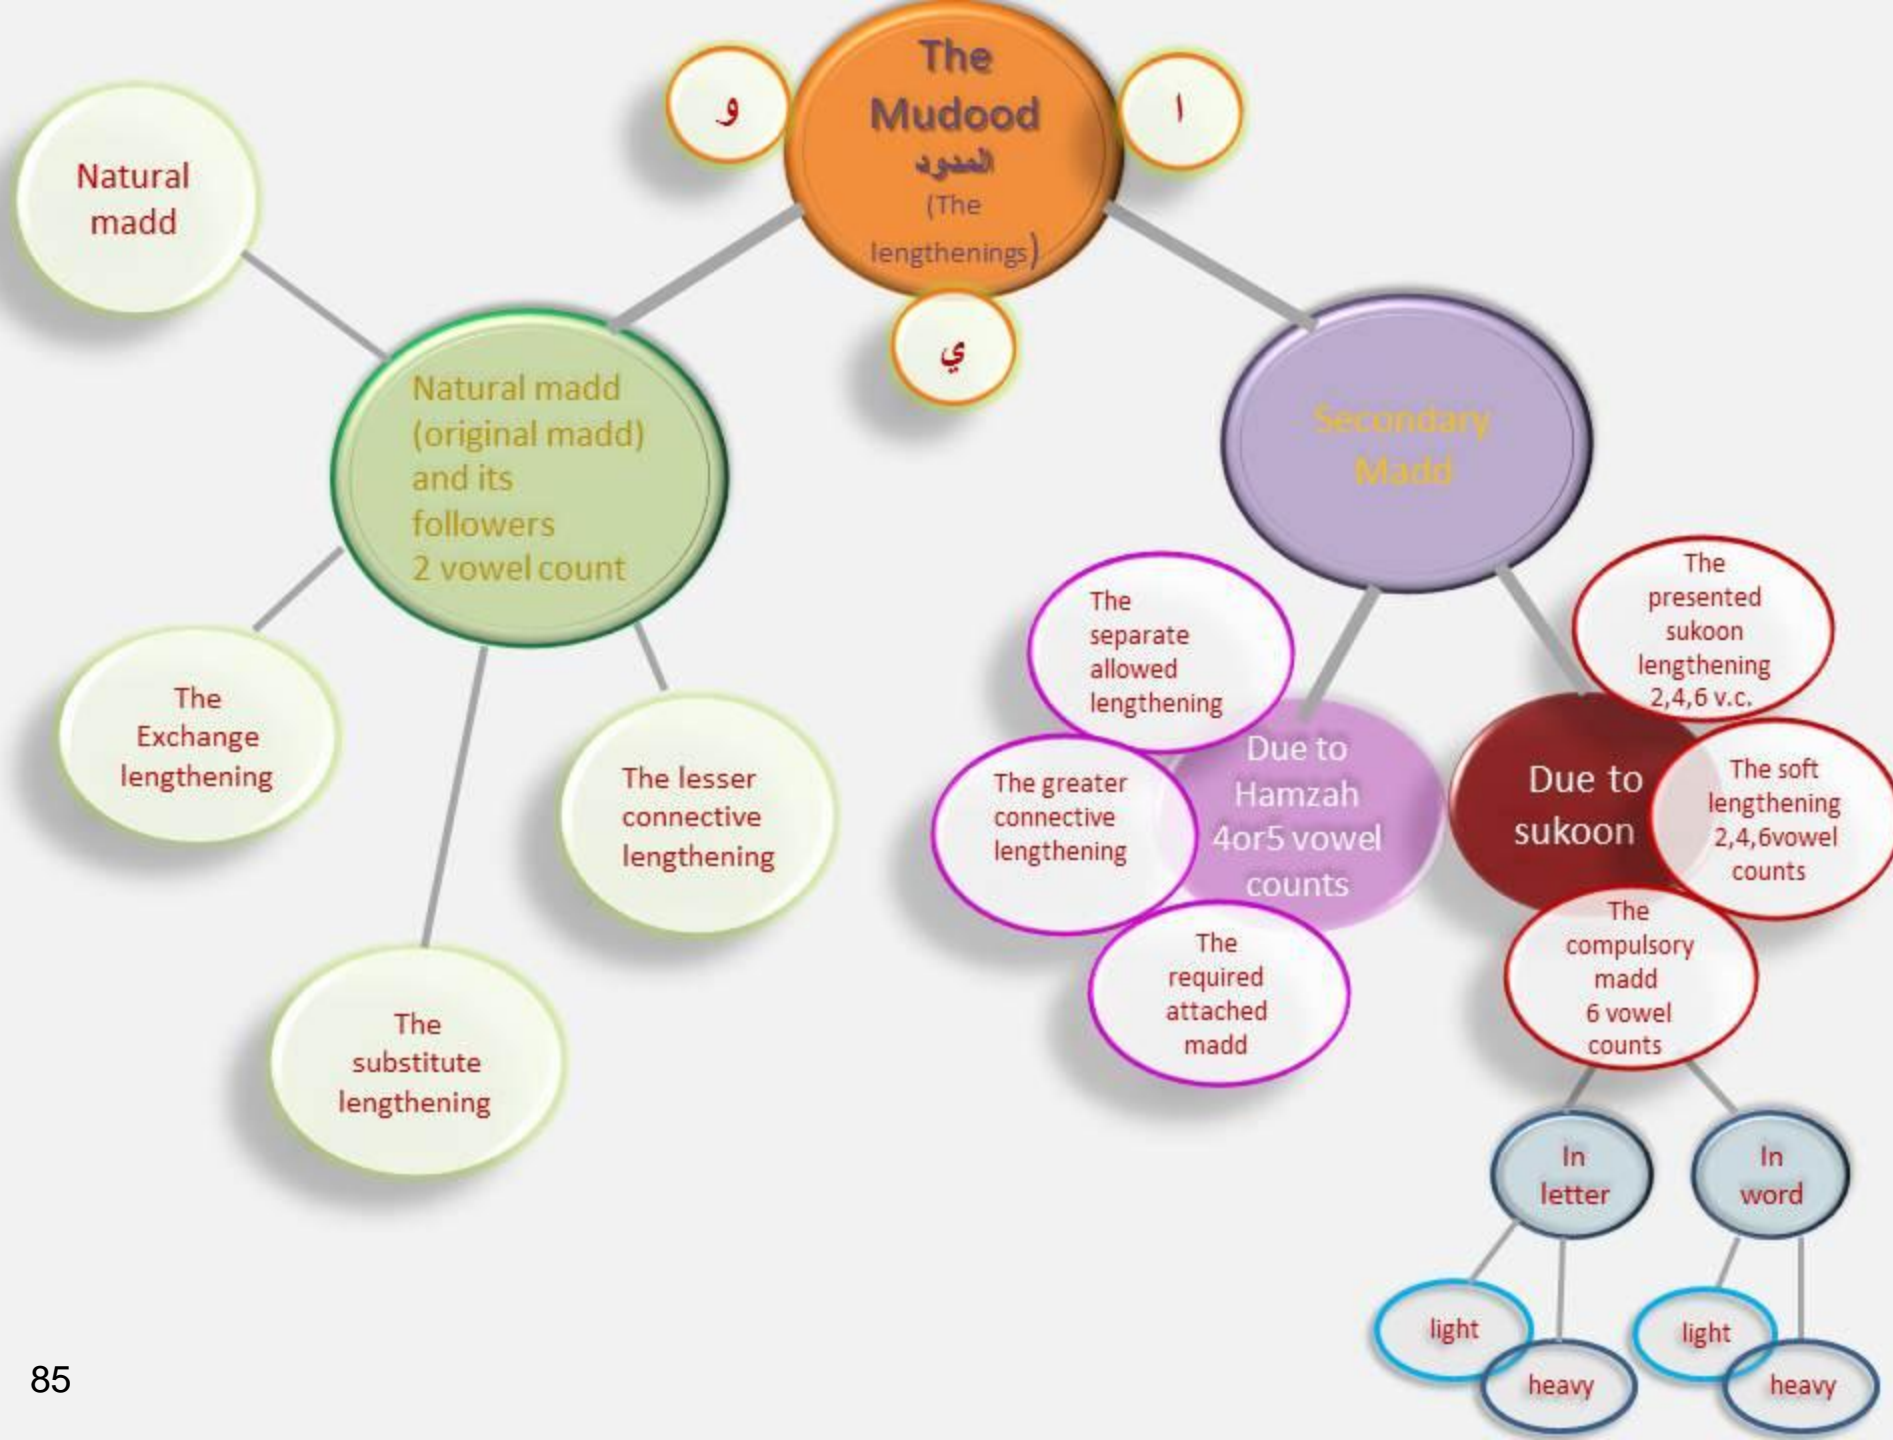 The
Mudood
المدود
(The
lengthenings)
و
ا
ي
Natural
madd
Natural madd
(original madd)
and its
followers
2 vowel count
The
Exchange
lengthening
The
substitute
lengthening
The lesser
connective
lengthening
Secondary
Madd
The
separate
allowed
lengthening
The greater
connective
lengthening
The
required
attached
madd
Due to
Hamzah
4or5 vowel
counts
Due to
sukoon
The
presented
sukoon
lengthening
2,4,6 v.c.
The soft
lengthening
2,4,6vowel
counts
The
compulsory
madd
6 vowel
counts
In
letter
In
word
light
heavy
light
heavy
85